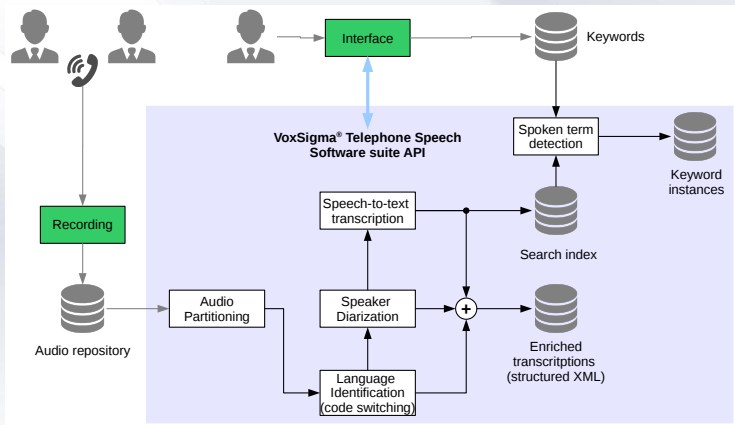 Interface
Keywords
VoxSigma® Telephone Speech
Software suite API
Spoken term
detection
Keyword
instances
Speech-to-text
transcription
Recording
Search index
Audio
Partitioning
Speaker
Diarization
+
Audio repository
Enriched
transcritptions
(structured XML)
Language
Identification
(code switching)